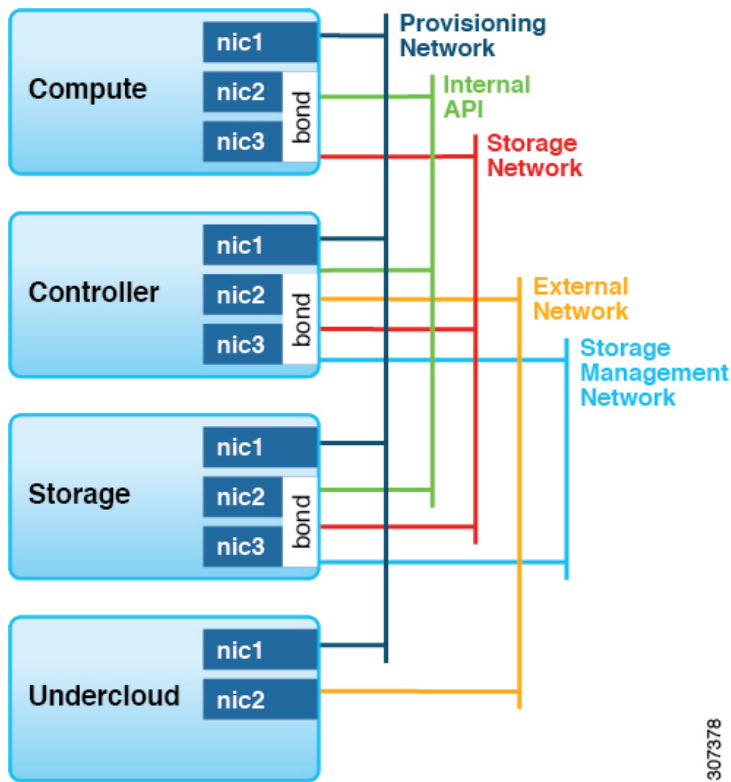 Compute
nic1
nic2
nic3
bond
Provisioning
Network
Internal
API
Storage
Network
Controller
nic1
nic2
nic3
bond
External
Network
Storage
Management
Network
Storage
nic1
nic2
nic3
bond
Undercloud
nic1
nic2
307378